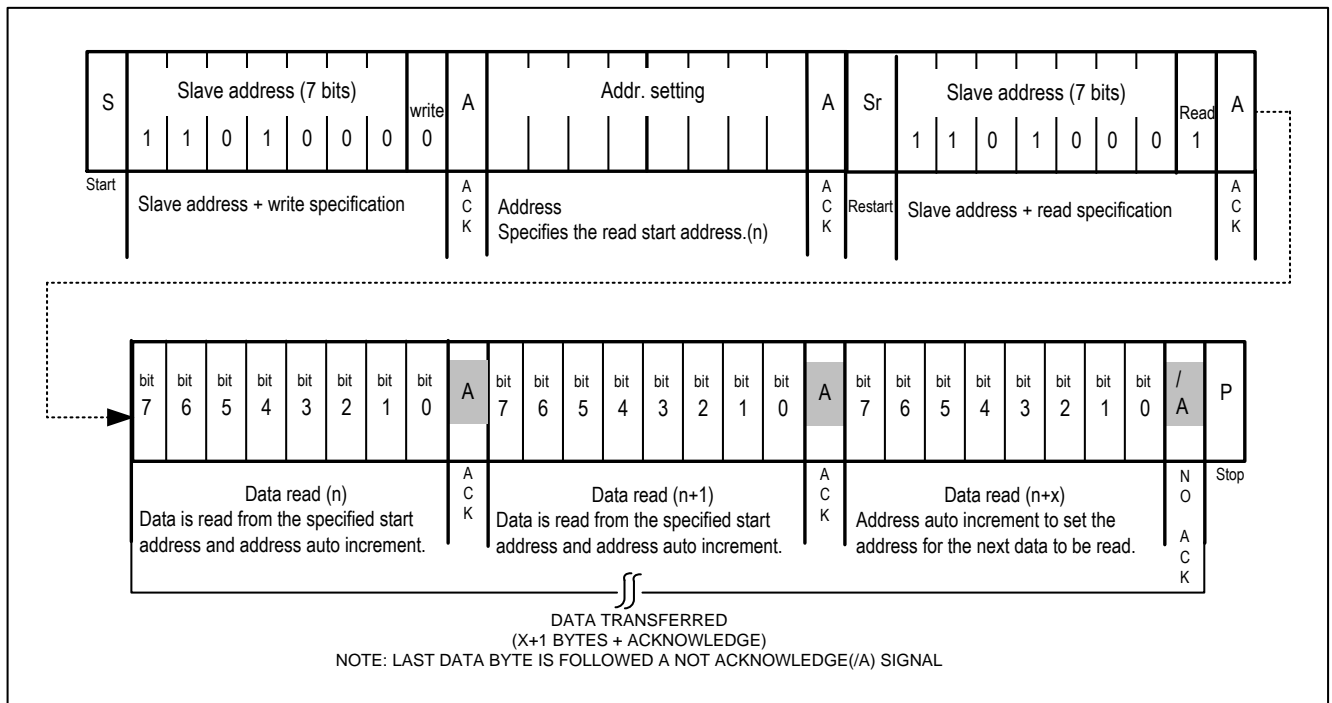 S Slave address (7 bits) write A Addr. setting A Sr Slave address (7 bits) Read A
1 1 0 1 0 0 0 0 1 1 0 1 0 0 0 1
Start
Slave address + write specification
ACK
Address
Specifies the read start address.(n)
ACK
Restart
Slave address + read specification
ACK
bit bit bit bit bit bit bit bit A bit bit bit bit bit bit bit bit A bit bit bit bit bit bit bit bit / P
7 6 5 4 3 2 1 0 7 6 5 4 3 2 1 0 7 6 5 4 3 2 1 0 A
Data read (n)
Data is read from the specified start
address and address auto increment.
ACK
Data read (n+1)
Data is read from the specified start
address and address auto increment.
ACK
Data read (n+x)
Address auto increment to set the
address for the next data to be read.
NO ACK
Stop
DATA TRANSFERRED
(X+1 BYTES + ACKNOWLEDGE)
NOTE: LAST DATA BYTE IS FOLLOWED A NOT ACKNOWLEDGE(/A) SIGNAL